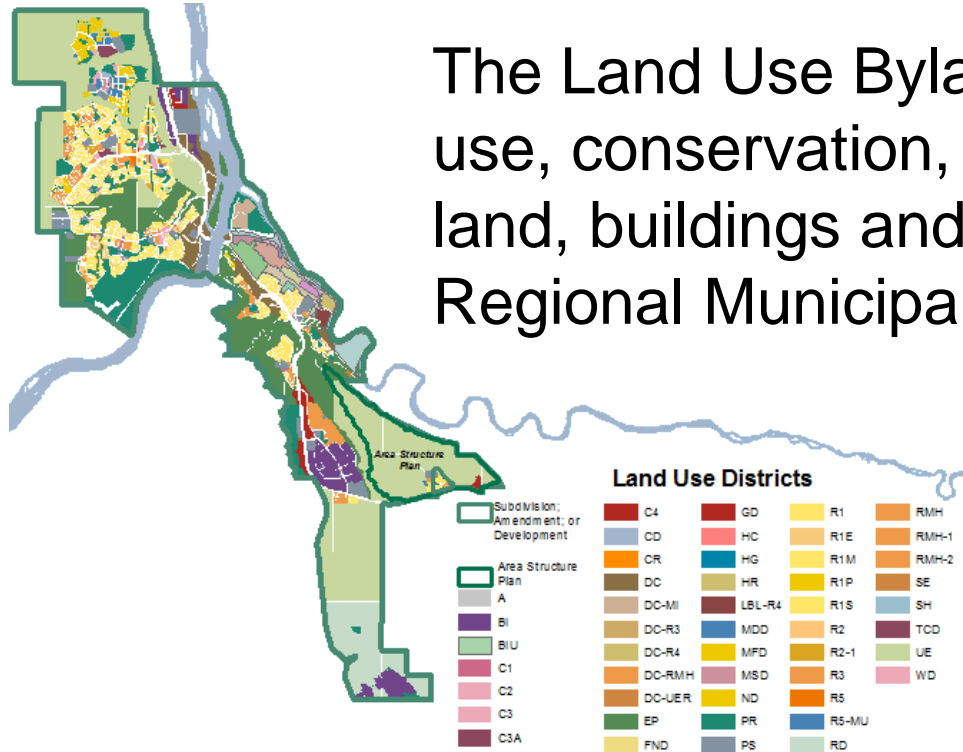 The Land Use Byla
use, conservation,
land, buildings and
Regional Municipa
Area Structure
Plan
Land Use Districts
Subdivision;
Amendment; or
Development
Area Structure
Plan
A
BI
BIU
C1
C2
C3
C3A
C4
CD
CR
DC
DC-MI
DC-R3
DC-R4
DC-RMH
DC-UER
EP
FND
GD
HC
HG
HR
LBL-R4
MDD
MFD
MSD
ND
PR
PS
R1
R1E
R1M
R1P
R1S
R2
R2-1
R3
R5
R5-MU
RD
RMH
RMH-1
RMH-2
SE
SH
TCD
UE
WD